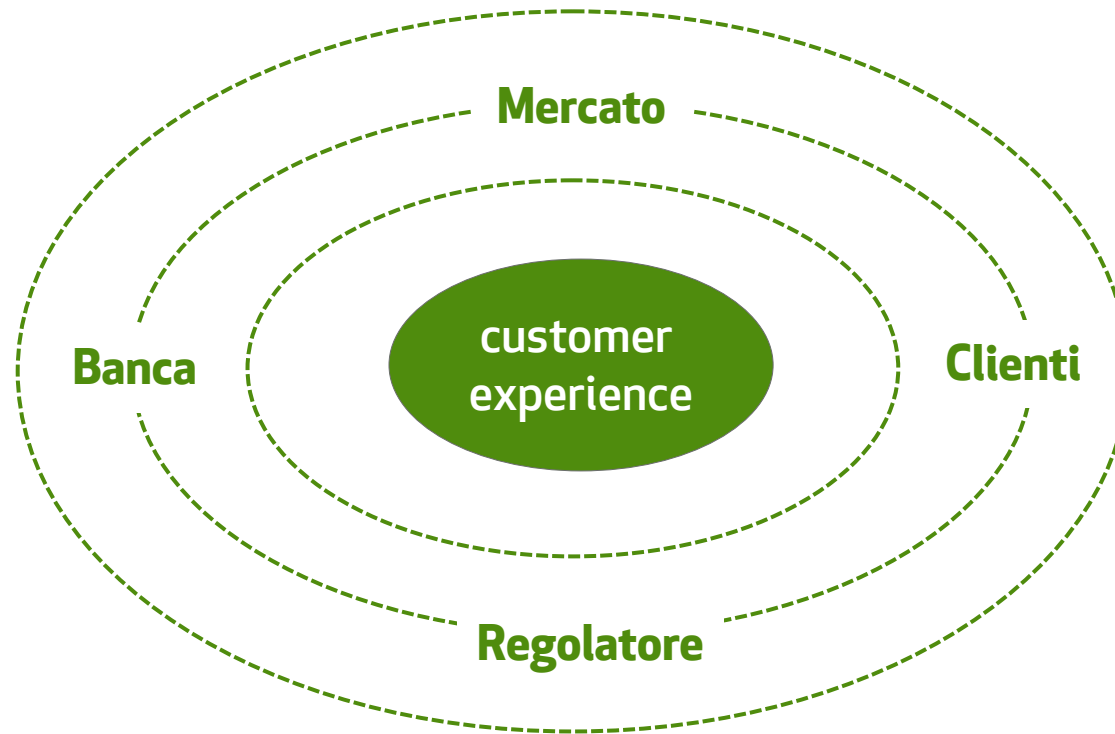 Mercato
customer
experience
Banca
Clienti
Regolatore